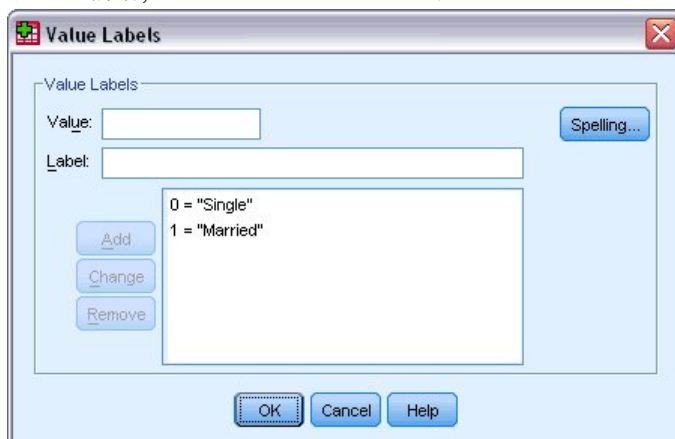 Value Labels
Value Labels
Value:
Spelling...
Label:
0 = "Single"
1 = "Married"
Add
Change
Remove
OK
Cancel
Help